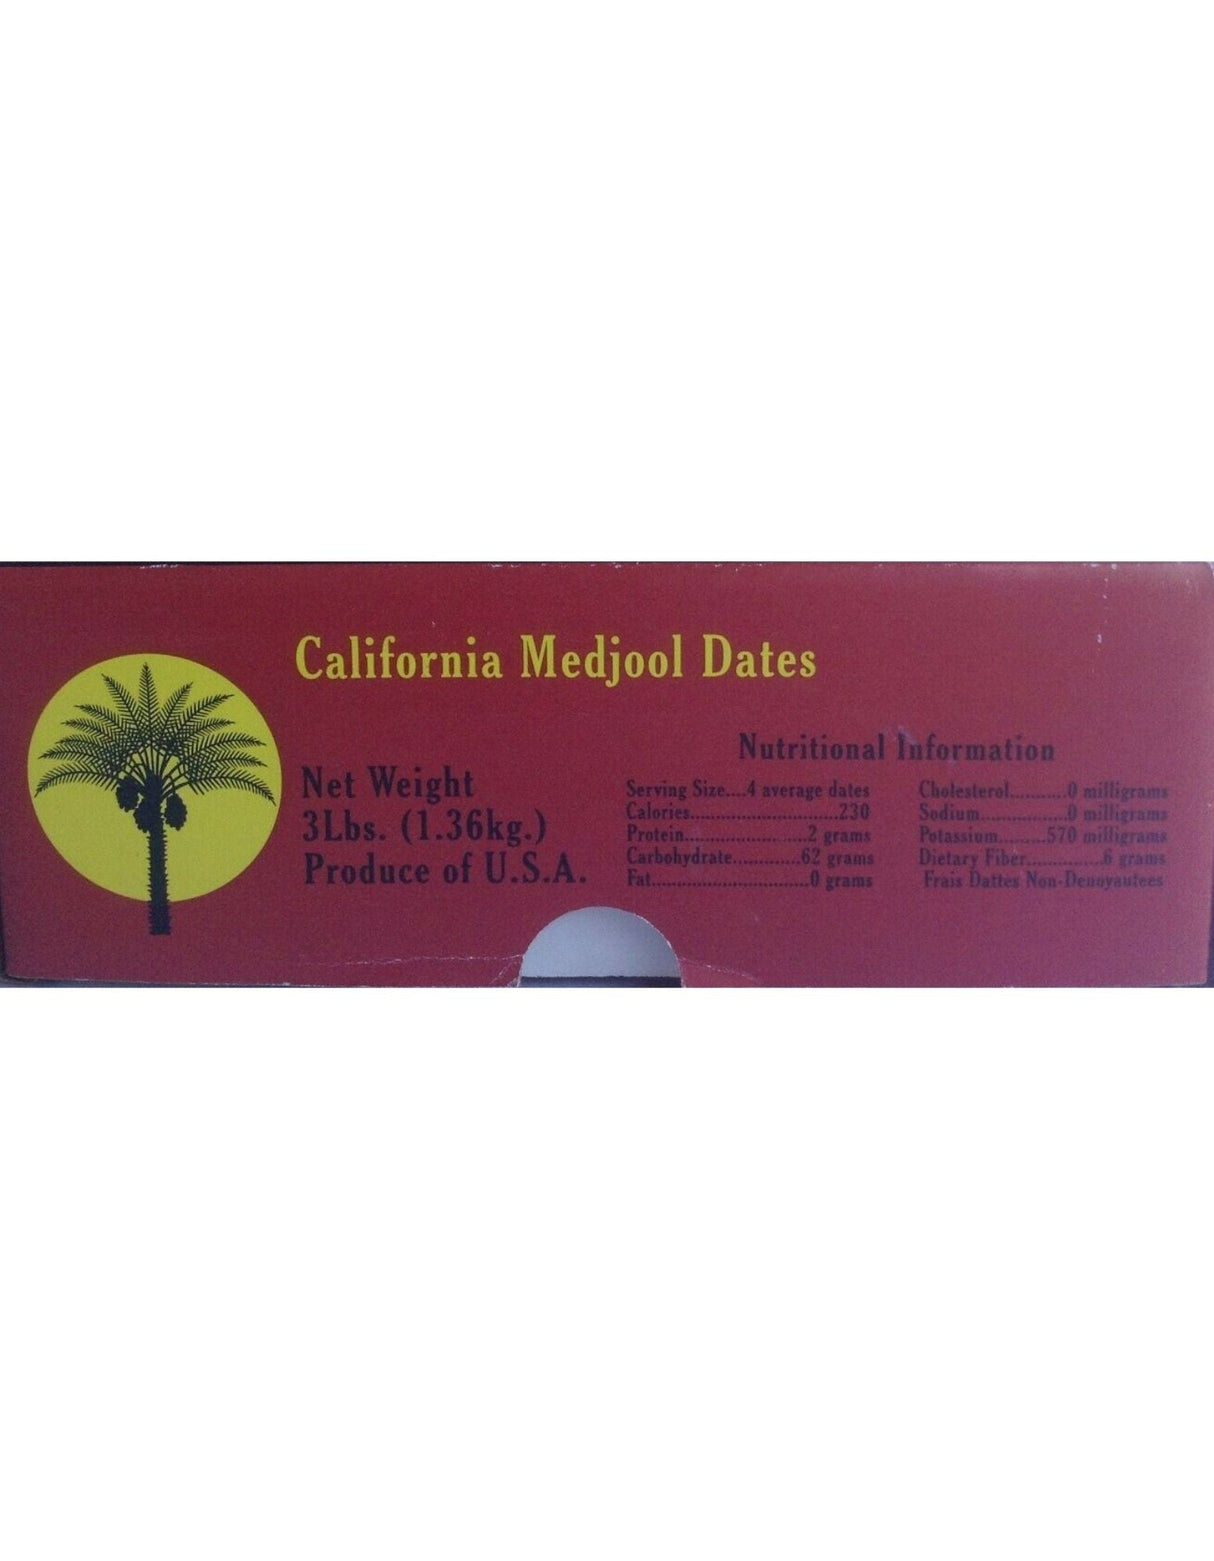 California Medjool Dates
Net Weight
3Lbs. (1.36kg.)
Produce of U.S.A.
Nutritional Information
Serving Size....4 average dates
Calories..............................230
Protein.........................2 grams
Carbohydrate.............62 grams
Fat................................0 grams
Cholesterol...........0 milligrams
Sodium.................0 milligrams
Potassium.........570 milligrams
Dietary Fiber...............6 grams
Frais Dattes Non-Denoyautees